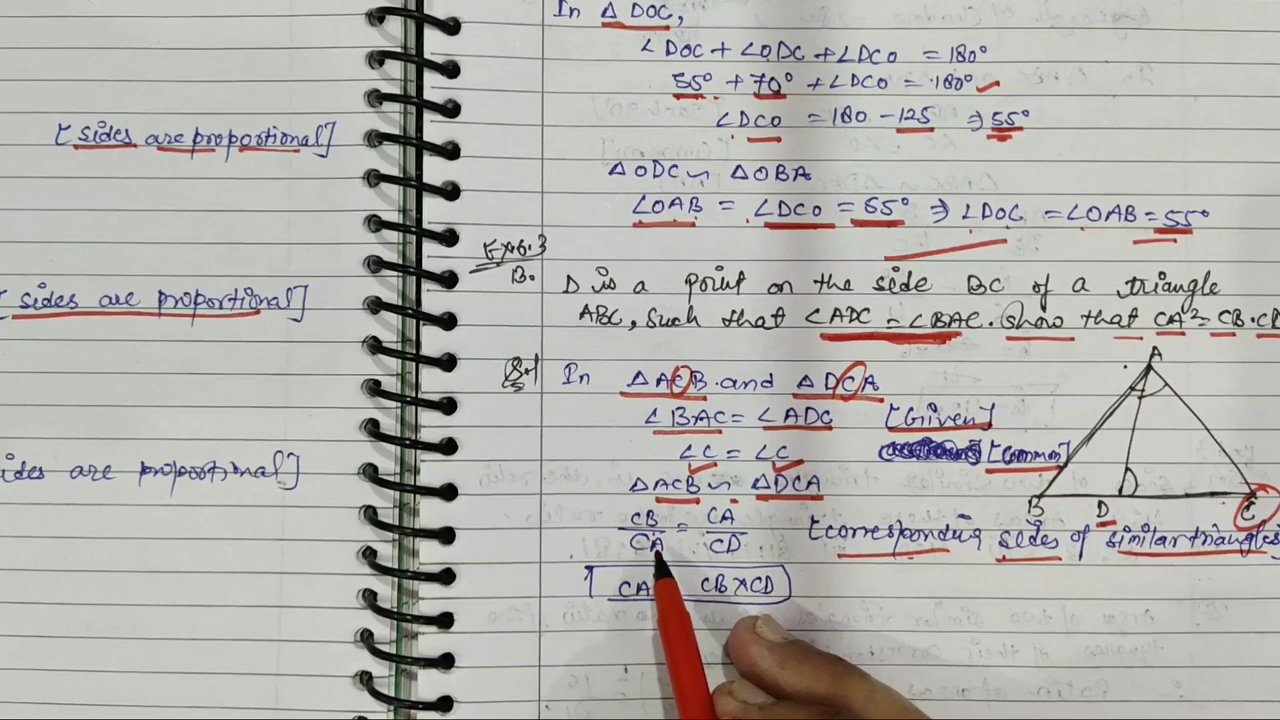 [sides are proportional]
[sides are proportional]
sides are proportional]
In △ DOC,
∠DOC + ∠ODC + ∠DCO = 180°
55° + 70° + ∠DCO = 180°
∠DCO = 180 - 125 ⇒ 55°
△ODC ~ △OBA
∠OAB = ∠DCO = 55° ⇒ ∠DOC = ∠OAB = 55°
Ex 6.3
13. D is a point on the side BC of a triangle
ABC, such that ∠ADC = ∠BAC. Show that CA² = CB.CD
Sol In △ACB and △DCA
∠BAC = ∠ADC [Given]
∠C = ∠C [Common]
△ACB ~ △DCA
CB/CA = CA/CD [corresponding sides of similar triangles
CA CB×CD
A
B D C